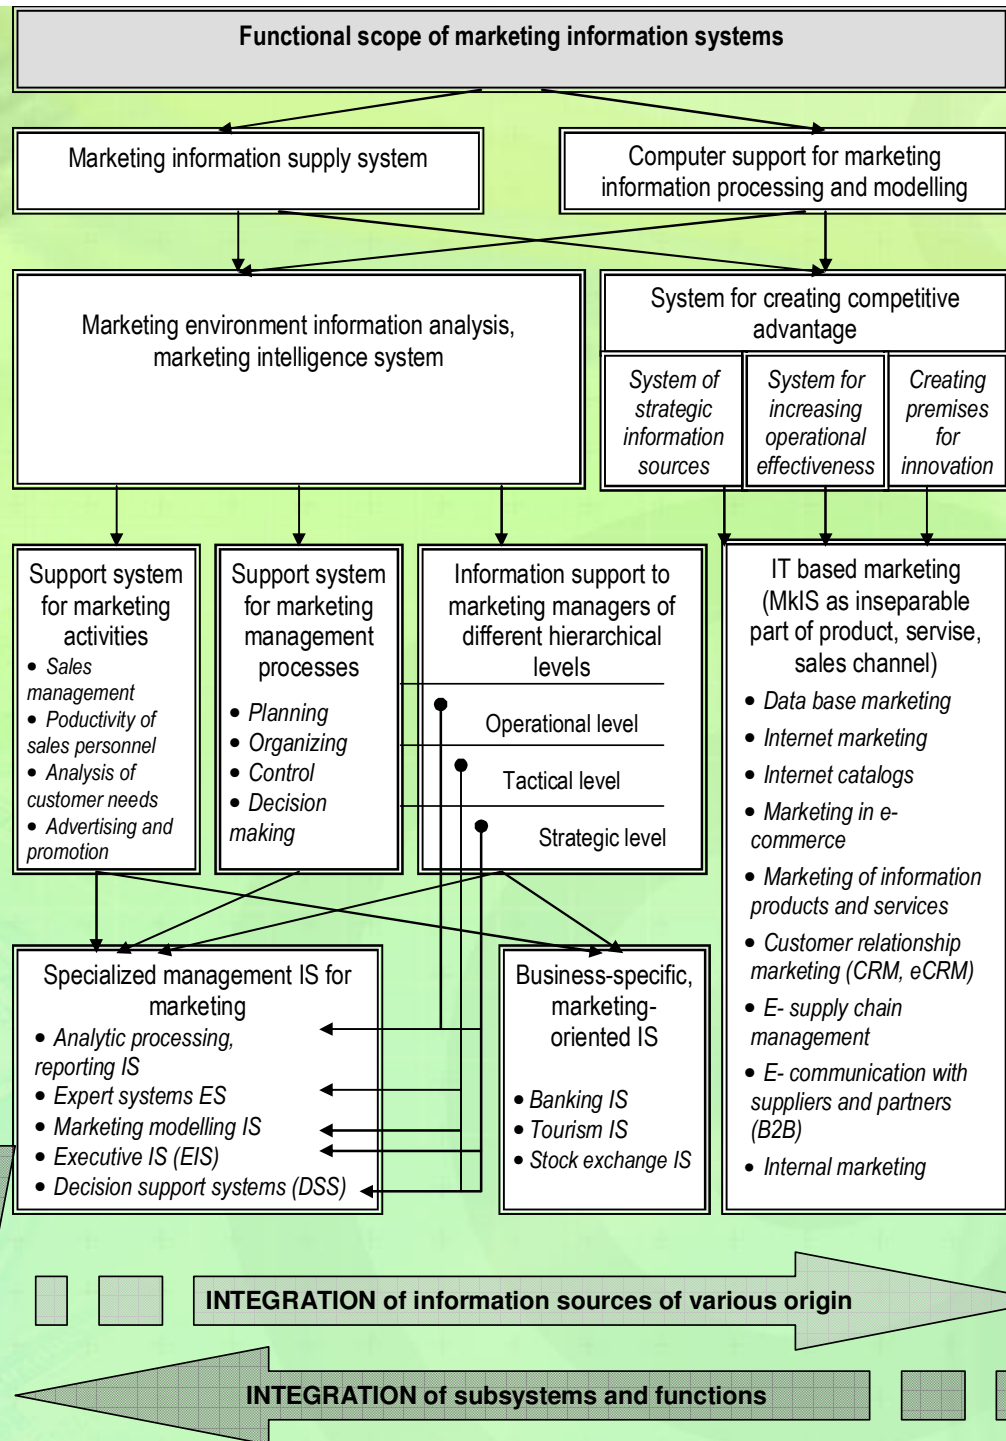 Functional scope of marketing information systems
Marketing information supply system
Computer support for marketing
information processing and modelling
Marketing environment information analysis,
marketing intelligence system
System for creating competitive
advantage
System of
strategic
information
sources
System for
increasing
operational
effectiveness
Creating
premises
for
innovation
Support system
for marketing
activities
• Sales
management
• Poductivity of
sales personnel
• Analysis of
customer needs
• Advertising and
promotion
Support system
for marketing
management
processes
• Planning
• Organizing
• Control
• Decision
making
Information support to
marketing managers of
different hierarchical
levels
Operational level
Tactical level
Strategic level
IT based marketing
(MkIS as inseparable
part of product, servise,
sales channel)
• Data base marketing
• Internet marketing
• Internet catalogs
• Marketing in e-
commerce
• Marketing of information
products and services
• Customer relationship
marketing (CRM, eCRM)
• E- supply chain
management
• E- communication with
suppliers and partners
(B2B)
• Internal marketing
Specialized management IS for
marketing
• Analytic processing,
reporting IS
• Expert systems ES
• Marketing modelling IS
• Executive IS (EIS)
• Decision support systems (DSS)
Business-specific,
marketing-
oriented IS
• Banking IS
• Tourism IS
• Stock exchange IS
INTEGRATION of information sources of various origin
INTEGRATION of subsystems and functions